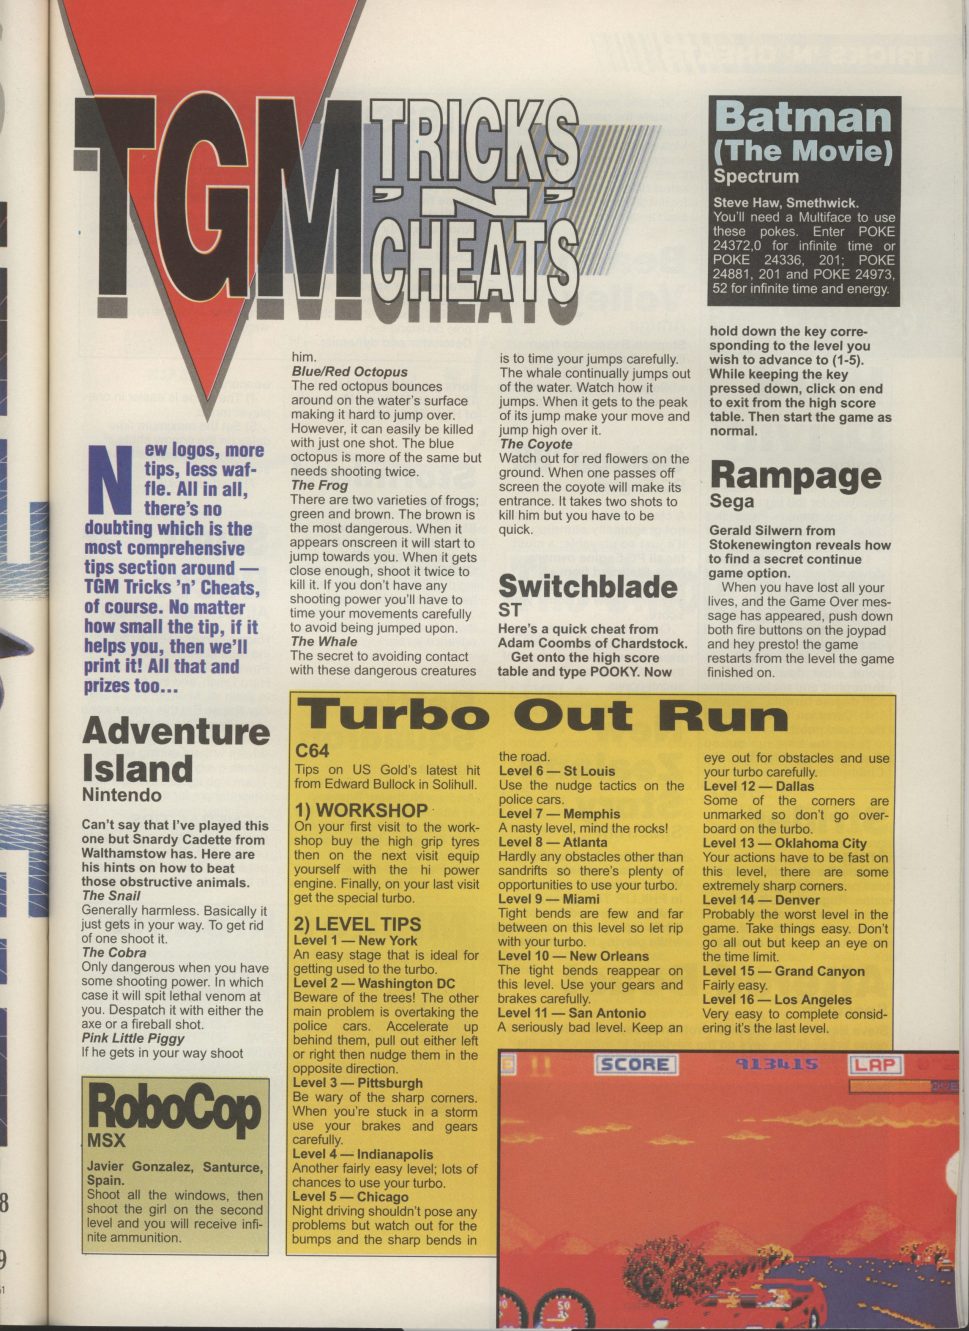 TGM TRICKS
'N'
CHEATS
New logos, more
tips, less waf-
fle. All in all,
there's no
doubting which is the
most comprehensive
tips section around —
TGM Tricks 'n' Cheats,
of course. No matter
how small the tip, if it
helps you, then we'll
print it! All that and
prizes too...
Adventure
Island
Nintendo
Can't say that I've played this
one but Snardy Cadette from
Walthamstow has. Here are
his hints on how to beat
those obstructive animals.
The Snail
Generally harmless. Basically it
just gets in your way. To get rid
of one shoot it.
The Cobra
Only dangerous when you have
some shooting power. In which
case it will spit lethal venom at
you. Despatch it with either the
axe or a fireball shot.
Pink Little Piggy
If he gets in your way shoot
him.
Blue/Red Octopus
The red octopus bounces
around on the water's surface
making it hard to jump over.
However, it can easily be killed
with just one shot. The blue
octopus is more of the same but
needs shooting twice.
The Frog
There are two varieties of frogs;
green and brown. The brown is
the most dangerous. When it
appears onscreen it will start to
jump towards you. When it gets
close enough, shoot it twice to
kill it. If you don't have any
shooting power you'll have to
time your movements carefully
to avoid being jumped upon.
The Whale
The secret to avoiding contact
with these dangerous creatures
is to time your jumps carefully.
The whale continually jumps out
of the water. Watch how it
jumps. When it gets to the peak
of its jump make your move and
jump high over it.
The Coyote
Watch out for red flowers on the
ground. When one passes off
screen the coyote will make its
entrance. It takes two shots to
kill him but you have to be
quick.
Switchblade
ST
Here's a quick cheat from
Adam Coombs of Chardstock.
Get onto the high score
table and type POOKY. Now
hold down the key corre-
sponding to the level you
wish to advance to (1-5).
While keeping the key
pressed down, click on end
to exit from the high score
table. Then start the game as
normal.
Batman
(The Movie)
Spectrum
Steve Haw, Smethwick.
You'll need a Multiface to use
these pokes. Enter POKE
24372,0 for infinite time or
POKE 24336, 201; POKE
24881, 201 and POKE 24973,
52 for infinite time and energy.
Rampage
Sega
Gerald Silwern from
Stokenewington reveals how
to find a secret continue
game option.
When you have lost all your
lives, and the Game Over mes-
sage has appeared, push down
both fire buttons on the joypad
and hey presto! the game
restarts from the level the game
finished on.
RoboCop
MSX
Javier Gonzalez, Santurce,
Spain.
Shoot all the windows, then
shoot the girl on the second
level and you will receive infi-
nite ammunition.
Turbo Out Run
C64
Tips on US Gold's latest hit
from Edward Bullock in Solihull.
1) WORKSHOP
On your first visit to the work-
shop buy the high grip tyres
then on the next visit equip
yourself with the hi power
engine. Finally, on your last visit
get the special turbo.
2) LEVEL TIPS
Level 1 — New York
An easy stage that is ideal for
getting used to the turbo.
Level 2 — Washington DC
Beware of the trees! The other
main problem is overtaking the
police cars. Accelerate up
behind them, pull out either left
or right then nudge them in the
opposite direction.
Level 3 — Pittsburgh
Be wary of the sharp corners.
When you're stuck in a storm
use your brakes and gears
carefully.
Level 4 — Indianapolis
Another fairly easy level; lots of
chances to use your turbo.
Level 5 — Chicago
Night driving shouldn't pose any
problems but watch out for the
bumps and the sharp bends in
the road.
Level 6 — St Louis
Use the nudge tactics on the
police cars.
Level 7 — Memphis
A nasty level, mind the rocks!
Level 8 — Atlanta
Hardly any obstacles other than
sandrifts so there's plenty of
opportunities to use your turbo.
Level 9 — Miami
Tight bends are few and far
between on this level so let rip
with your turbo.
Level 10 — New Orleans
The tight bends reappear on
this level. Use your gears and
brakes carefully.
Level 11 — San Antonio
A seriously bad level. Keep an
eye out for obstacles and use
your turbo carefully.
Level 12 — Dallas
Some of the corners are
unmarked so don't go over-
board on the turbo.
Level 13 — Oklahoma City
Your actions have to be fast on
this level, there are some
extremely sharp corners.
Level 14 — Denver
Probably the worst level in the
game. Take things easy. Don't
go all out but keep an eye on
the time limit.
Level 15 — Grand Canyon
Fairly easy.
Level 16 — Los Angeles
Very easy to complete consid-
ering it's the last level.
SCORE 913415 LAP
50
8
9